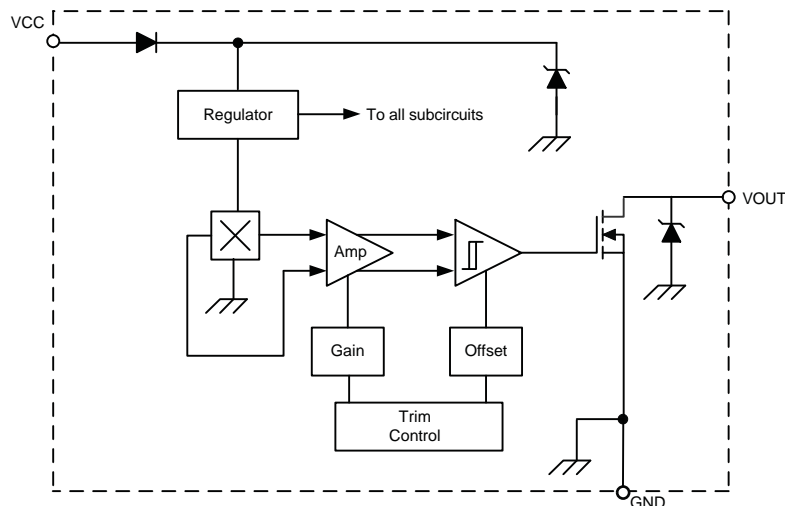 VCC
Regulator
To all subcircuits
VOUT
Amp
Gain
Offset
Trim
Control
GND